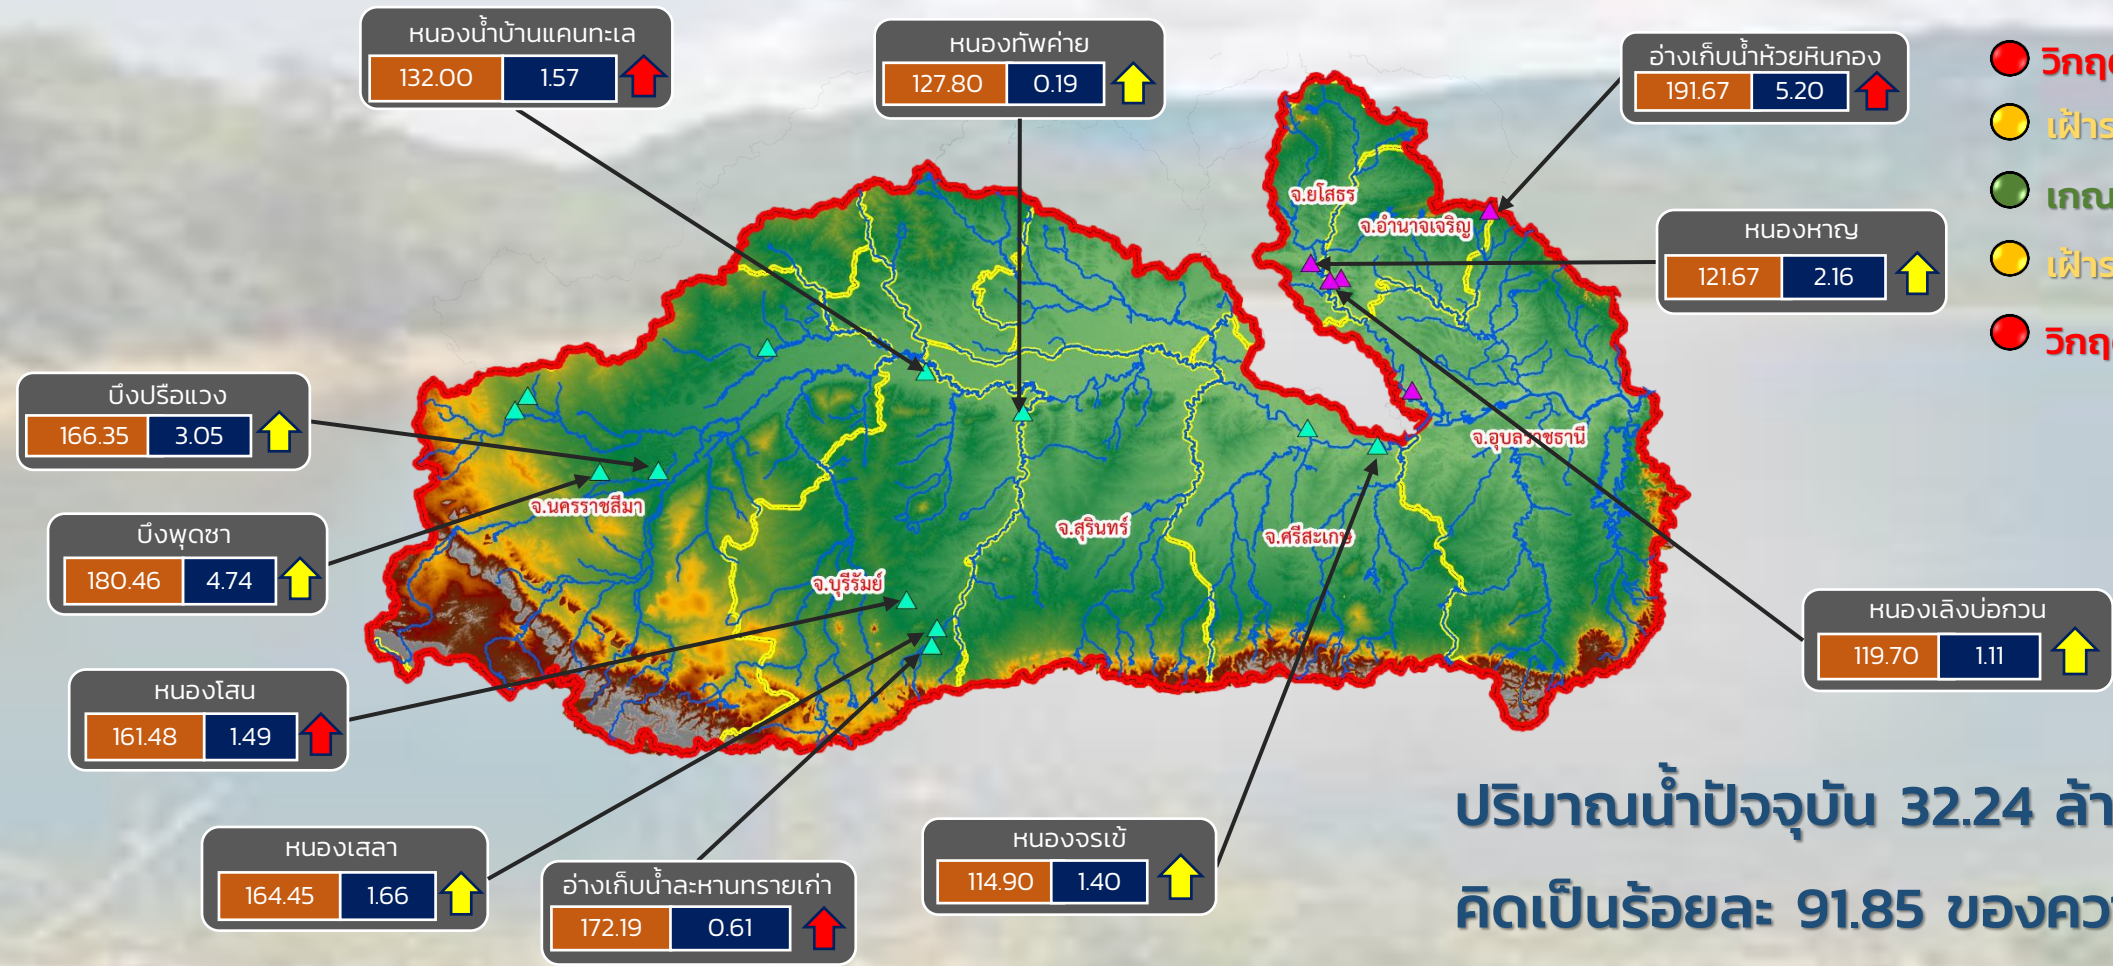 หนองน้ำบ้านแคนทะเล
132.00 1.57
หนองทัพค่าย
127.80 0.19
อ่างเก็บน้ำห้วยหินกอง
191.67 5.20
หนองหาญ
121.67 2.16
จ.ยโสธร
จ.อำนาจเจริญ
บึงปรือแวง
166.35 3.05
บึงพุดซา
180.46 4.74
จ.นครราชสีมา
จ.บุรีรัมย์
จ.สุรินทร์
จ.ศรีสะเกษ
จ.อุบลราชธานี
หนองโสน
161.48 1.49
หนองเสลา
164.45 1.66
อ่างเก็บน้ำละหานทรายเก่า
172.19 0.61
หนองจรเข้
114.90 1.40
หนองเลิงบ่อกวน
119.70 1.11
ปริมาณน้ำปัจจุบัน 32.24
คิดเป็นร้อยละ 91.85